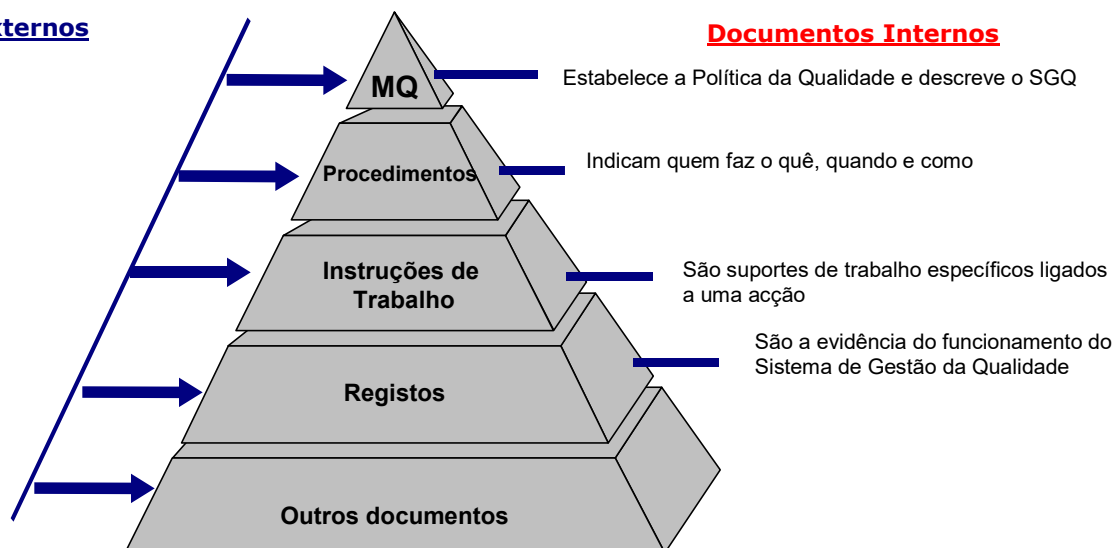 xternos
Documentos Internos
MQ
Estabelece a Política da Qualidade e descreve o SGQ
Procedimentos
Indicam quem faz o quê, quando e como
Instruções de
Trabalho
São suportes de trabalho específicos ligados
a uma acção
Registos
São a evidência do funcionamento do
Sistema de Gestão da Qualidade
Outros documentos